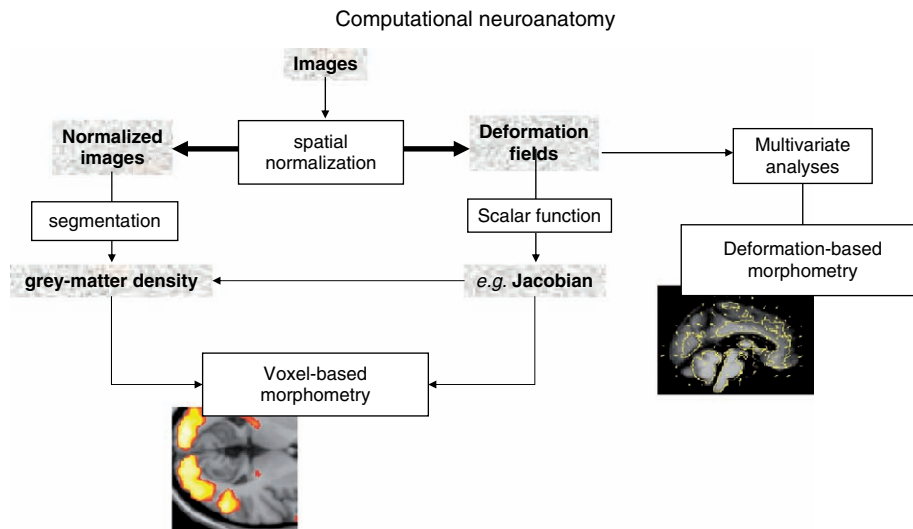 Computational neuroanatomy
Images
Normalized
images
spatial
normalization
Deformation
fields
Multivariate
analyses
segmentation
Scalar function
Deformation-based
morphometry
grey-matter density
e.g. Jacobian
Voxel-based
morphometry